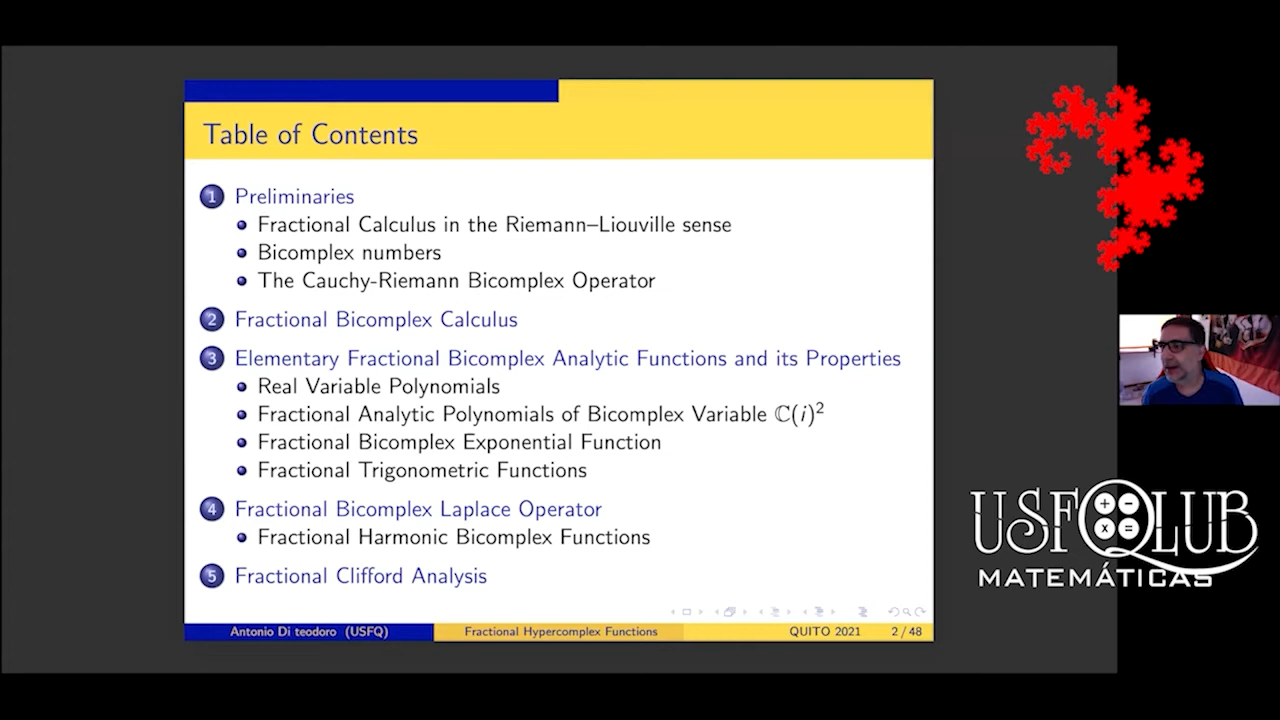 Table of Contents
1 Preliminaries
Fractional Calculus in the Riemann–Liouville sense
Bicomplex numbers
The Cauchy-Riemann Bicomplex Operator
2 Fractional Bicomplex Calculus
3 Elementary Fractional Bicomplex Analytic Functions and its Properties
Real Variable Polynomials
Fractional Analytic Polynomials of Bicomplex Variable ℂ(i)²
Fractional Bicomplex Exponential Function
Fractional Trigonometric Functions
4 Fractional Bicomplex Laplace Operator
Fractional Harmonic Bicomplex Functions
5 Fractional Clifford Analysis
Antonio Di teodoro (USFQ) Fractional Hypercomplex Functions QUITO 2021 2 / 48
USFQLUB
+ − × =
MATEMÁTICAS